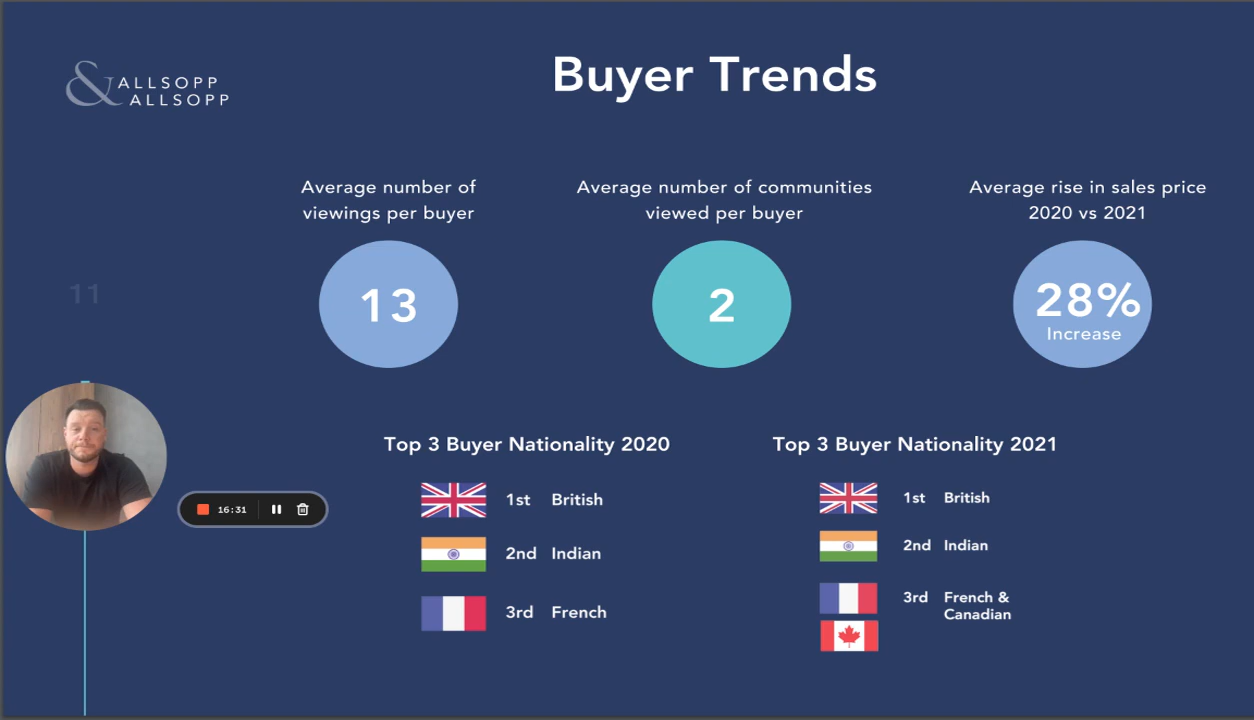 &ALLSOPP
ALLSOPP
Buyer Trends
Average number of
viewings per buyer
13
Average number of communities
viewed per buyer
2
Average rise in sales price
2020 vs 2021
28%
Increase
11
16:31
Top 3 Buyer Nationality 2020
1st British
2nd Indian
3rd French
Top 3 Buyer Nationality 2021
1st British
2nd Indian
3rd French &
Canadian